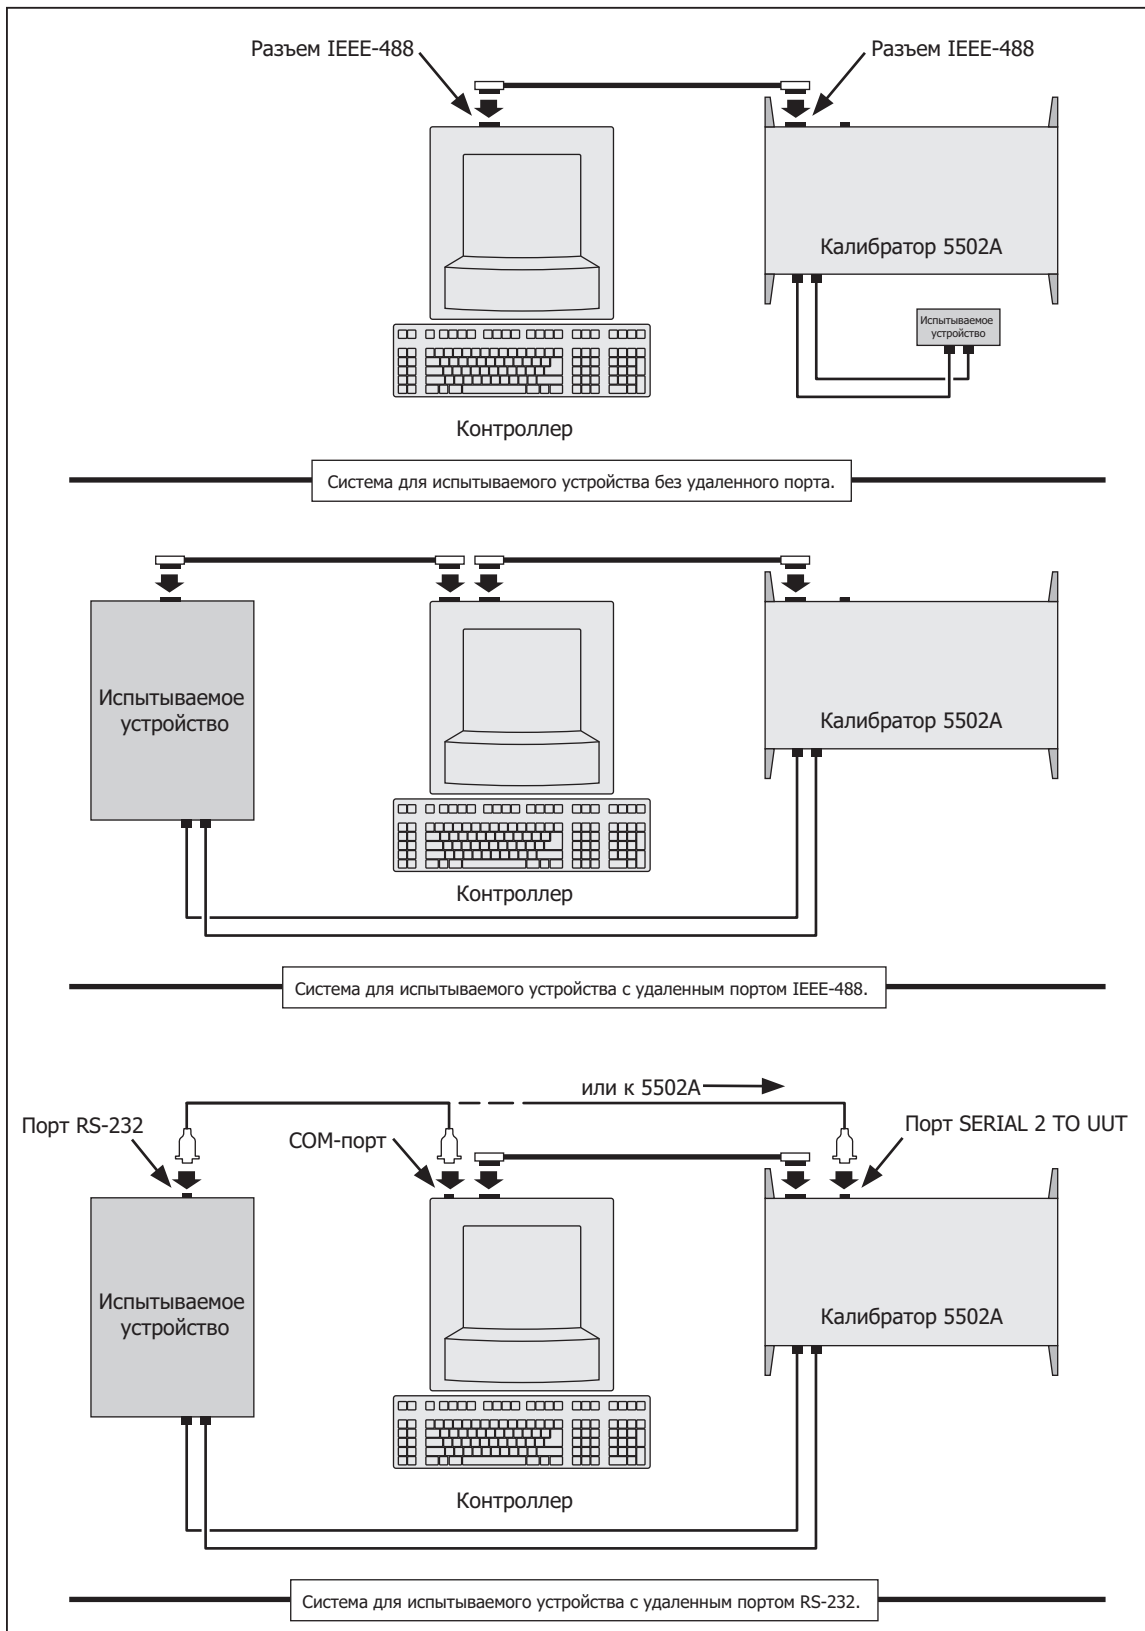 Разъем IEEE-488
Разъем IEEE-488
Калибратор 5502A
Испытываемое
устройство
Контроллер
Система для испытываемого устройства без удаленного порта.
Испытываемое
устройство
Калибратор 5502A
Контроллер
Система для испытываемого устройства с удаленным портом IEEE-488.
или к 5502A
Порт RS-232
COM-порт
Порт SERIAL 2 TO UUT
Испытываемое
устройство
Калибратор 5502A
Контроллер
Система для испытываемого устройства с удаленным портом RS-232.